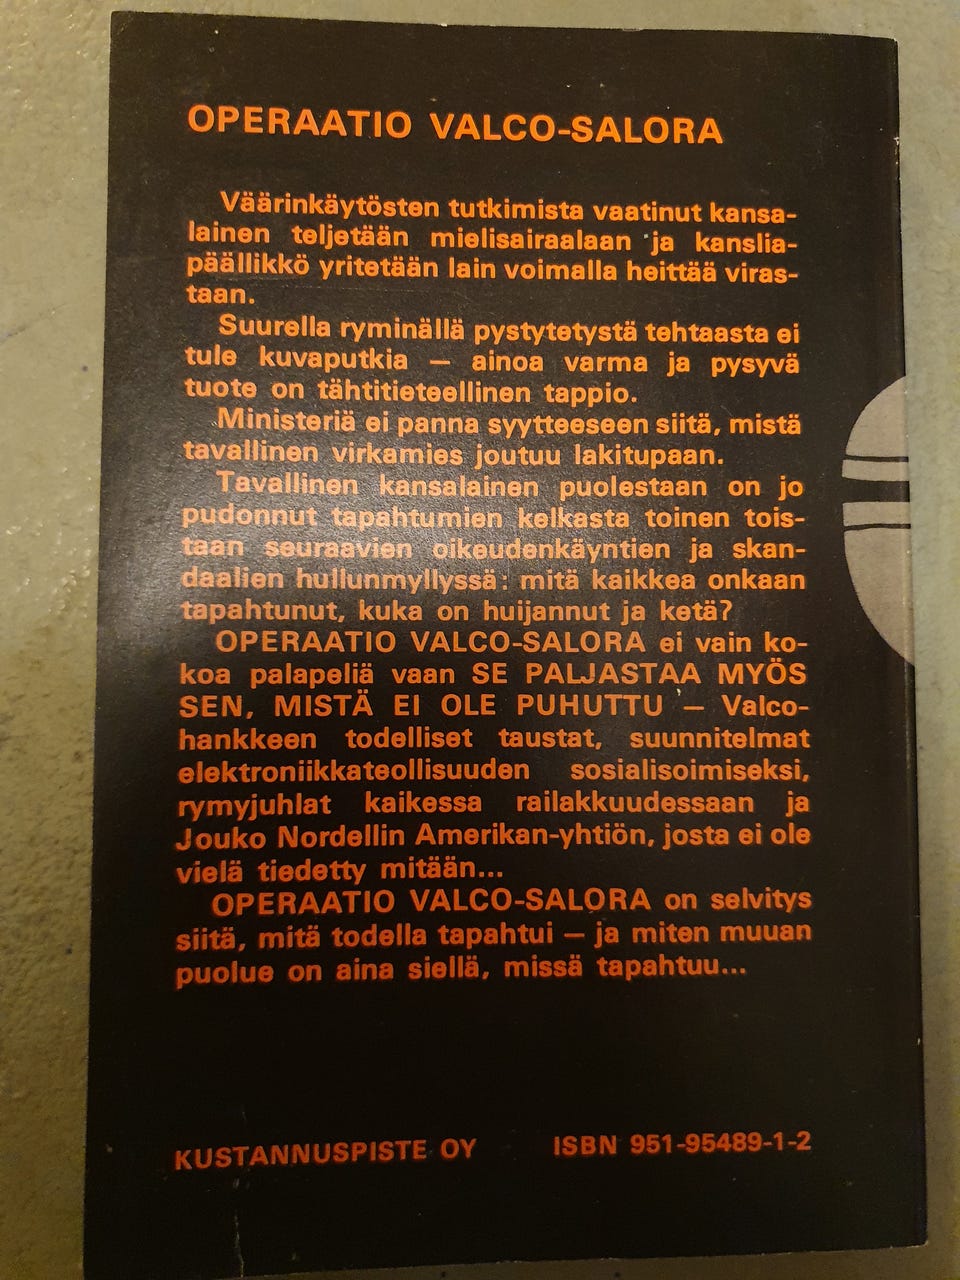 OPERAATIO VALCO-SALORA
Väärinkäytösten tutkimista vaatinut kansa-
lainen teljetään mielisairaalaan ja kanslia-
päällikkö yritetään lain voimalla heittää viras-
taan.
Suurella ryminällä pystytetystä tehtaasta ei
tule kuvaputkia — ainoa varma ja pysyvä
tuote on tähtitieteellinen tappio.
Ministeriä ei panna syytteeseen siitä, mistä
tavallinen virkamies joutuu lakitupaan.
Tavallinen kansalainen puolestaan on jo
pudonnut tapahtumien kelkasta toinen tois-
taan seuraavien oikeudenkäyntien ja skan-
daalien hullunmyllyssä: mitä kaikkea onkaan
tapahtunut, kuka on huijannut ja ketä?
OPERAATIO VALCO-SALORA ei vain ko-
koa palapeliä vaan SE PALJASTAA MYÖS
SEN, MISTÄ EI OLE PUHUTTU — Valco-
hankkeen todelliset taustat, suunnitelmat
elektroniikkateollisuuden sosialisoimiseksi,
rymyjuhlat kaikessa railakkuudessaan ja
Jouko Nordellin Amerikan-yhtiön, josta ei ole
vielä tiedetty mitään...
OPERAATIO VALCO-SALORA on selvitys
siitä, mitä todella tapahtui — ja miten muuan
puolue on aina siellä, missä tapahtuu...
KUSTANNUSPISTE OY ISBN 951-95489-1-2